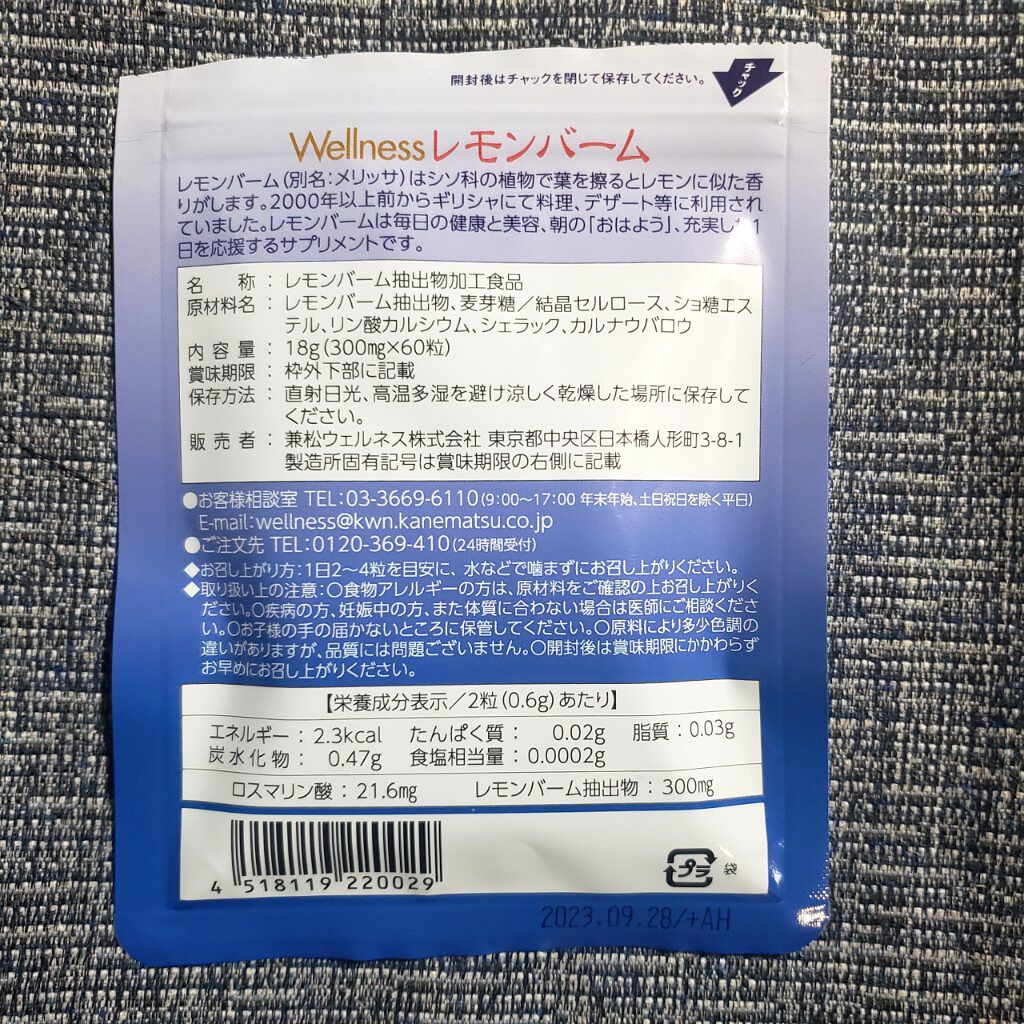 開封後はチャックを閉じて保存してください。
チャック
Wellnessレモンバーム
レモンバーム(別名:メリッサ)はシソ科の植物で葉を擦るとレモンに似た香
りがします。2000年以上前からギリシャにて料理、デザート等に利用され
ていました。レモンバームは毎日の健康と美容、朝の「おはよう」、充実した1
日を応援するサプリメントです。
名 称:レモンバーム抽出物加工食品
原材料名:レモンバーム抽出物、麦芽糖/結晶セルロース、ショ糖エス
テル、リン酸カルシウム、シェラック、カルナウバロウ
内容量:18g(300mg×60粒)
賞味期限:枠外下部に記載
保存方法:直射日光、高温多湿を避け涼しく乾燥した場所に保存して
ください。
販売者:兼松ウェルネス株式会社 東京都中央区日本橋人形町3-8-1
製造所固有記号は賞味期限の右側に記載
●お客様相談室 TEL:03-3669-6110(9:00~17:00 年末年始、土日祝日を除く平日)
E-mail:wellness@kwn.kanematsu.co.jp
●ご注文先 TEL:0120-369-410(24時間受付)
◆お召し上がり方:1日2~4粒を目安に、水などで噛まずにお召し上がりください。
◆取り扱い上の注意:○食物アレルギーの方は、原材料をご確認の上お召し上がりく
ださい。○疾病の方、妊娠中の方、また体質に合わない場合は医師にご相談くださ
い。○お子様の手の届かないところに保管してください。○原料により多少色調の
違いがありますが、品質には問題ございません。○開封後は賞味期限にかかわらず
お早めにお召し上がりください。
【栄養成分表示/2粒(0.6g)あたり】
エネルギー:2.3kcal たんぱく質:0.02g 脂質:0.03g
炭水化物:0.47g 食塩相当量:0.0002g
ロスマリン酸:21.6mg レモンバーム抽出物:300mg
4 518119 220029
プラ 袋
2023.09.28/+AH